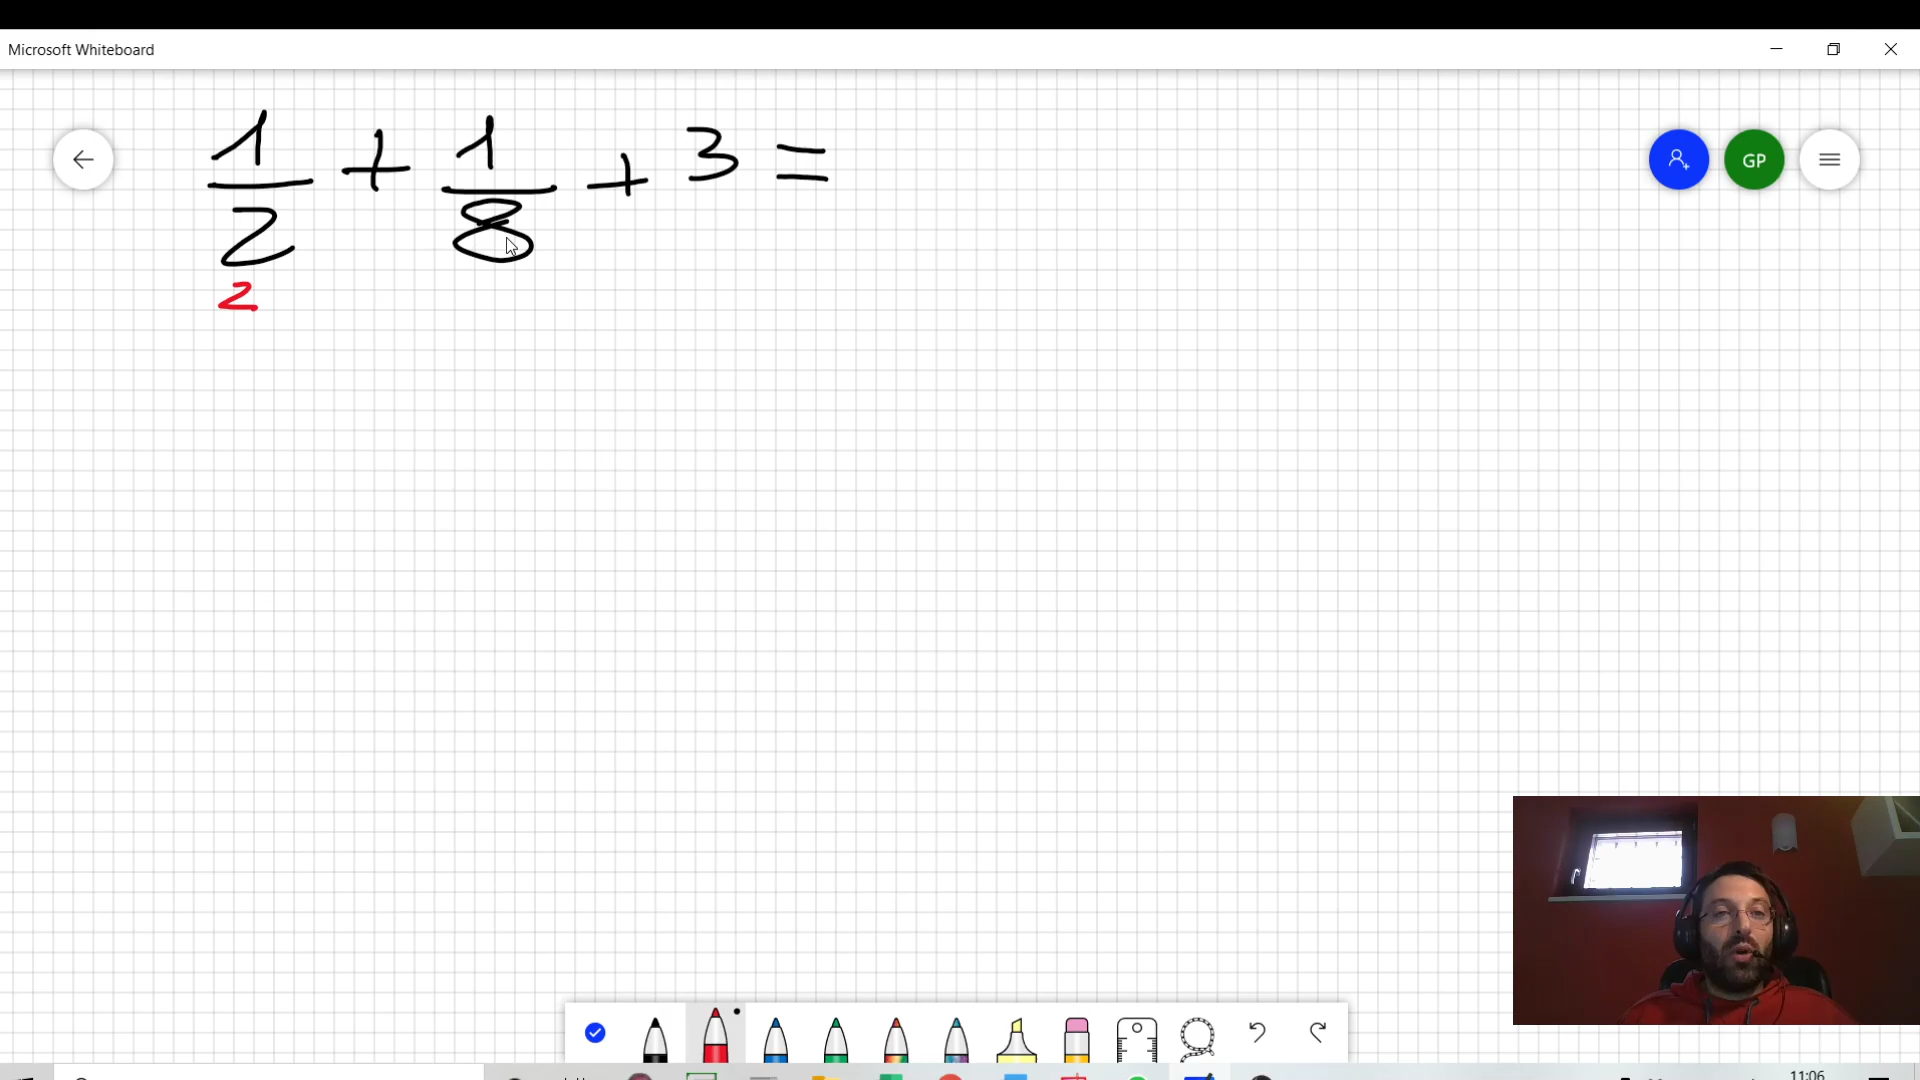 Microsoft Whiteboard
1/2 + 1/8 + 3 =
2
GP
11:06